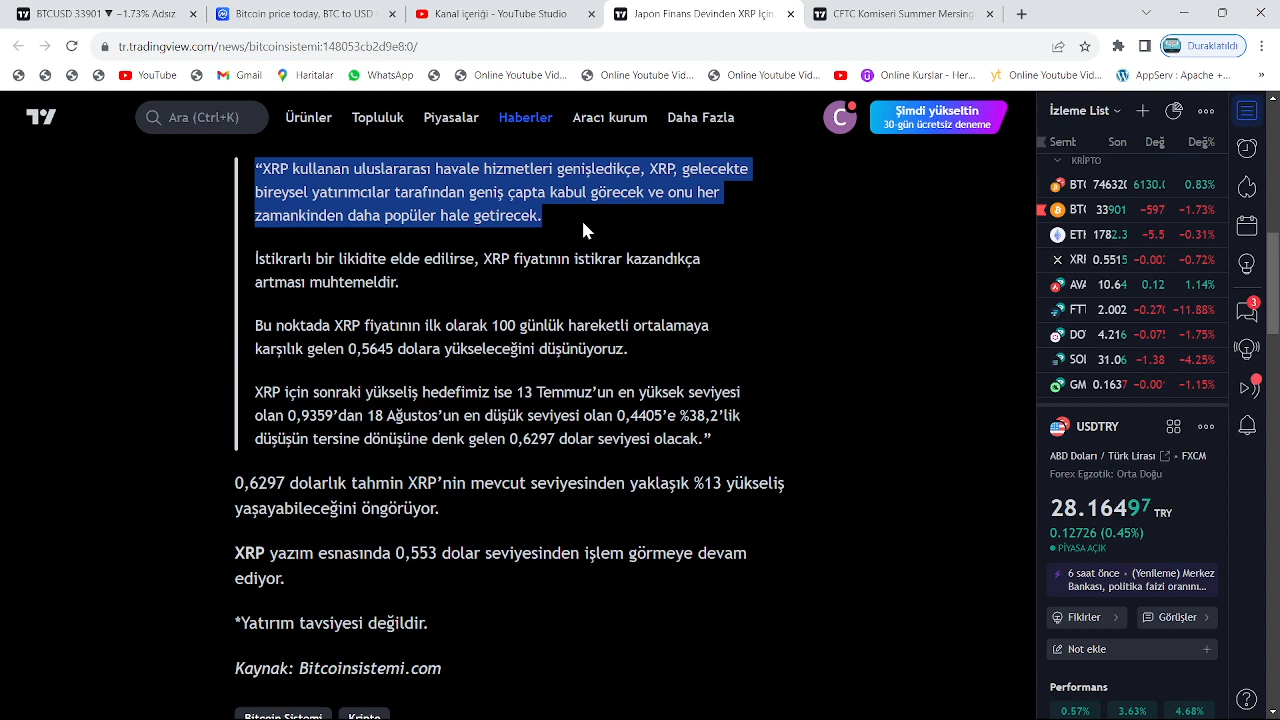 BTCUSD 33901 ▼ −1.73% Adsız
Bitcoin price today, BTC to USD
Kanal içeriği - YouTube Studio
Japon Finans Devinden XRP İçin
CFTC Komiseri Summer Mersing
tr.tradingview.com/news/bitcoinsistemi:148053cb2d9e8:0/
Duraklatıldı
YouTube
Gmail
Haritalar
WhatsApp
Online Youtube Vid...
Online Youtube Vid...
Online Youtube Vid...
Online Kurslar - Her...
yt Online Youtube Vid...
AppServ : Apache +...
Ara (Ctrl+K)
Ürünler
Topluluk
Piyasalar
Haberler
Aracı kurum
Daha Fazla
C
Şimdi yükseltin
30-gün ücretsiz deneme
“XRP kullanan uluslararası havale hizmetleri genişledikçe, XRP, gelecekte
bireysel yatırımcılar tarafından geniş çapta kabul görecek ve onu her
zamankinden daha popüler hale getirecek.
İstikrarlı bir likidite elde edilirse, XRP fiyatının istikrar kazandıkça
artması muhtemeldir.
Bu noktada XRP fiyatının ilk olarak 100 günlük hareketli ortalamaya
karşılık gelen 0,5645 dolara yükseleceğini düşünüyoruz.
XRP için sonraki yükseliş hedefimiz ise 13 Temmuz’un en yüksek seviyesi
olan 0,9359’dan 18 Ağustos’un en düşük seviyesi olan 0,4405’e %38,2’lik
düşüşün tersine dönüşüne denk gelen 0,6297 dolar seviyesi olacak.”
0,6297 dolarlık tahmin XRP’nin mevcut seviyesinden yaklaşık %13 yükseliş
yaşayabileceğini öngörüyor.
XRP yazım esnasında 0,553 dolar seviyesinden işlem görmeye devam
ediyor.
*Yatırım tavsiyesi değildir.
Kaynak: Bitcoinsistemi.com
Bitcoin Sistemi
Kripto
İzleme List
Semb Son Değ Değ%
KRİPTO
BT( 74632( 6130.( 0.83%
BT( 33901 −597 −1.73%
ETI 1782.3 −5.5 −0.31%
XRI 0.5515 −0.00: −0.72%
AVA 10.64 0.12 1.14%
FTT 2.002 −0.27( −11.88%
DO 4.216 −0.07! −1.75%
SOI 31.06 −1.38 −4.25%
GM 0.1637 −0.00 −1.15%
3
USDTRY
ABD Doları / Türk Lirası • FXCM
Forex Egzotik: Orta Doğu
28.16497 TRY
0.12726 (0.45%)
PİYASA AÇIK
6 saat önce • (Yenileme) Merkez
Bankası, politika faizi oranını...
Fikirler
Görüşler
Not ekle
Performans
0.57%
3.63%
4.68%